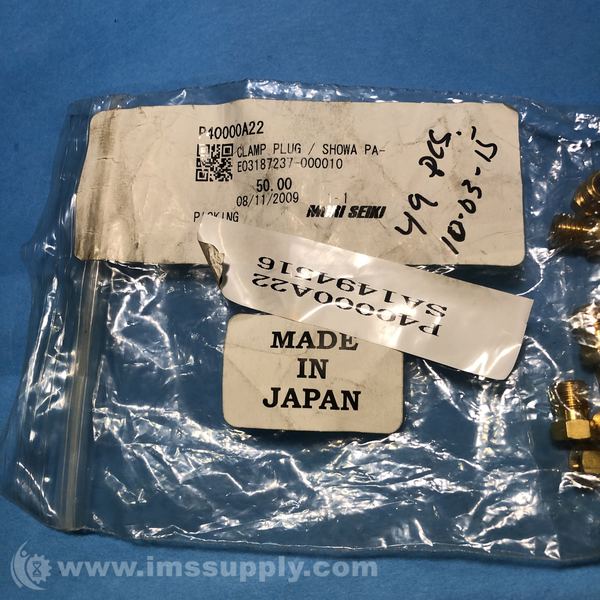 P40000A22
CLAMP PLUG / SHOWA PA-
E03187237-000010
50.00
08/11/2009 - 1
PACKING
MORI SEIKI
49 PCS.
10-03-15
P40000A22
SA1494516
MADE
IN
JAPAN
www.imssupply.com